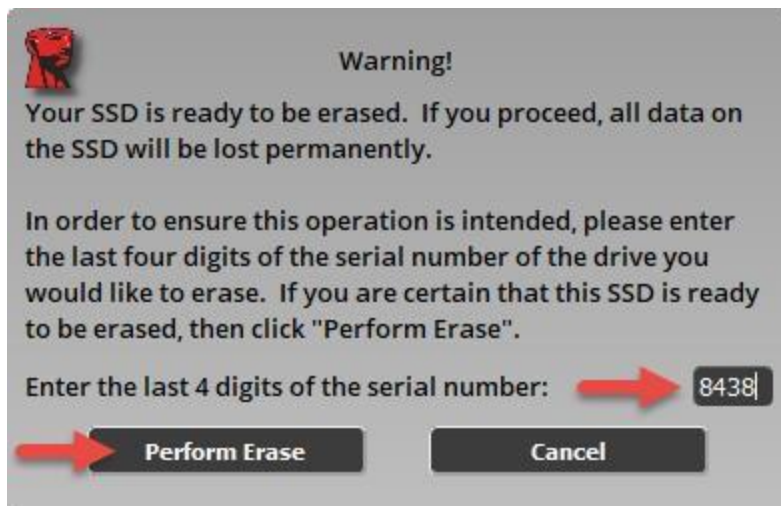 Warning!
Your SSD is ready to be erased.  If you proceed, all data on
the SSD will be lost permanently.
In order to ensure this operation is intended, please enter
the last four digits of the serial number of the drive you
would like to erase.  If you are certain that this SSD is ready
to be erased, then click "Perform Erase".
Enter the last 4 digits of the serial number: 8438
Perform Erase Cancel